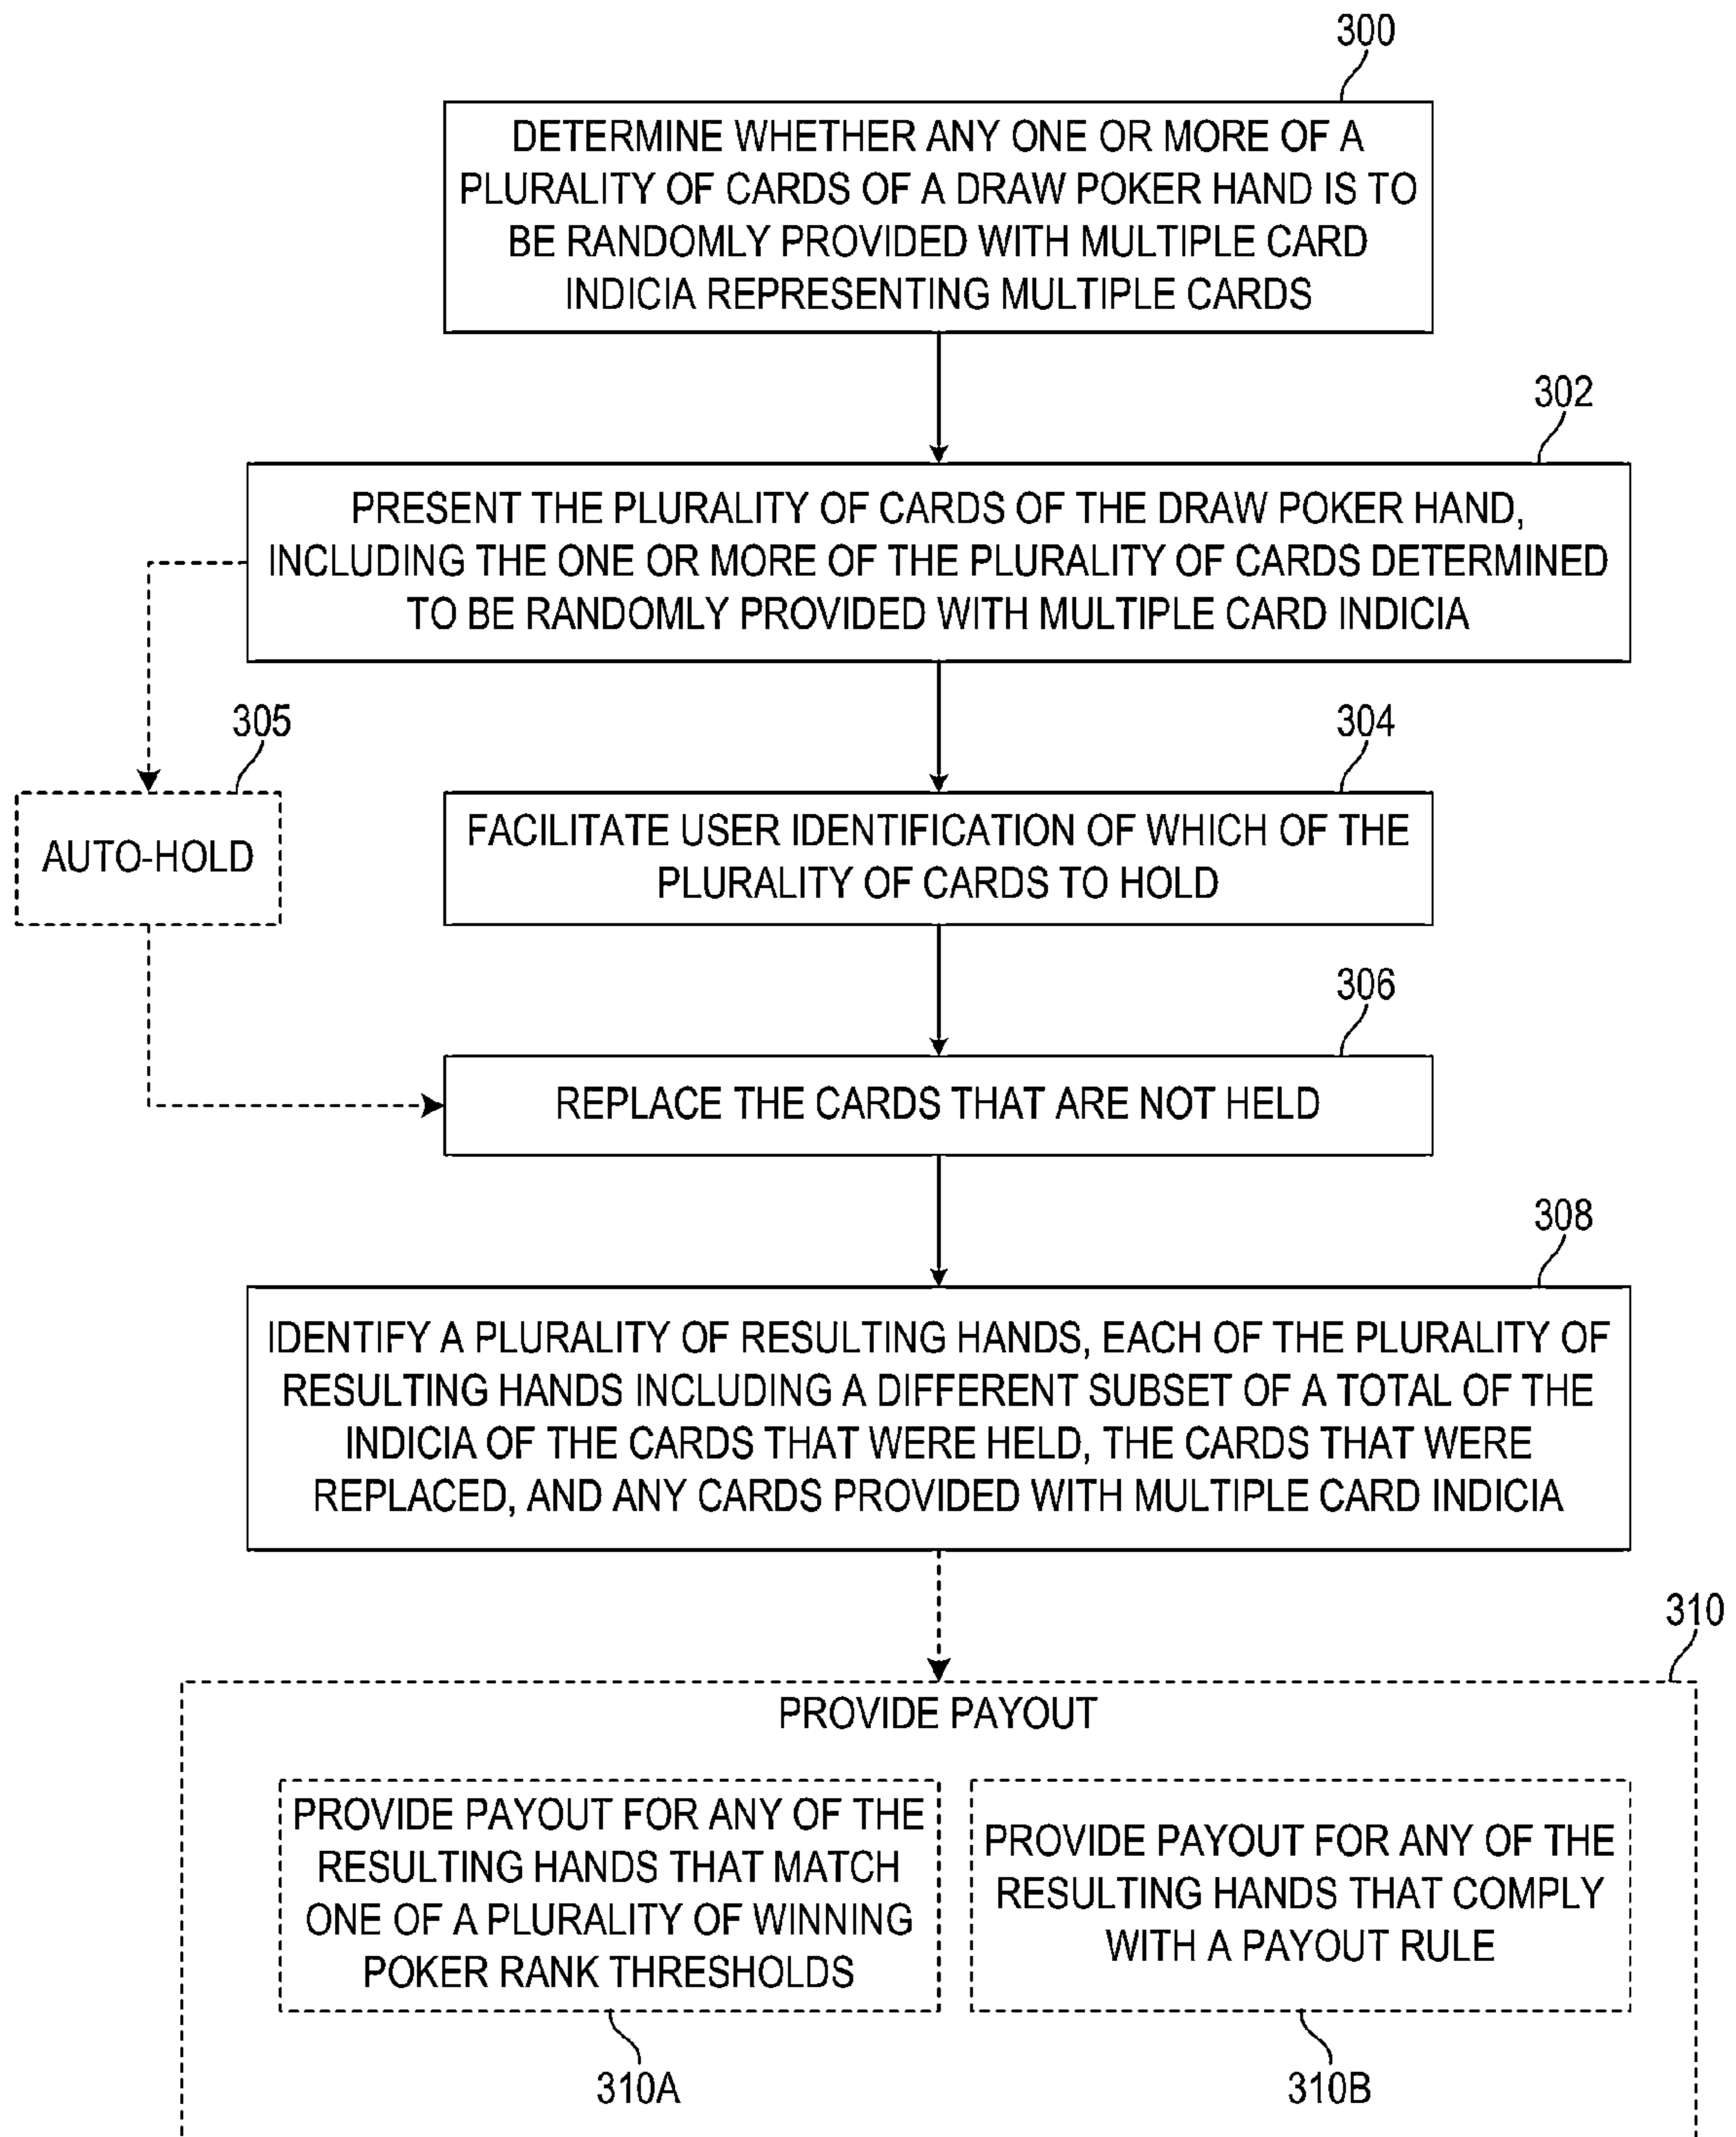 300
DETERMINE WHETHER ANY ONE OR MORE OF A
PLURALITY OF CARDS OF A DRAW POKER HAND IS TO
BE RANDOMLY PROVIDED WITH MULTIPLE CARD
INDICIA REPRESENTING MULTIPLE CARDS
302
PRESENT THE PLURALITY OF CARDS OF THE DRAW POKER HAND,
INCLUDING THE ONE OR MORE OF THE PLURALITY OF CARDS DETERMINED
TO BE RANDOMLY PROVIDED WITH MULTIPLE CARD INDICIA
305
AUTO-HOLD
304
FACILITATE USER IDENTIFICATION OF WHICH OF THE
PLURALITY OF CARDS TO HOLD
306
REPLACE THE CARDS THAT ARE NOT HELD
308
IDENTIFY A PLURALITY OF RESULTING HANDS, EACH OF THE PLURALITY OF
RESULTING HANDS INCLUDING A DIFFERENT SUBSET OF A TOTAL OF THE
INDICIA OF THE CARDS THAT WERE HELD, THE CARDS THAT WERE
REPLACED, AND ANY CARDS PROVIDED WITH MULTIPLE CARD INDICIA
310
PROVIDE PAYOUT
PROVIDE PAYOUT FOR ANY OF THE
RESULTING HANDS THAT MATCH
ONE OF A PLURALITY OF WINNING
POKER RANK THRESHOLDS
310A
PROVIDE PAYOUT FOR ANY OF THE
RESULTING HANDS THAT COMPLY
WITH A PAYOUT RULE
310B